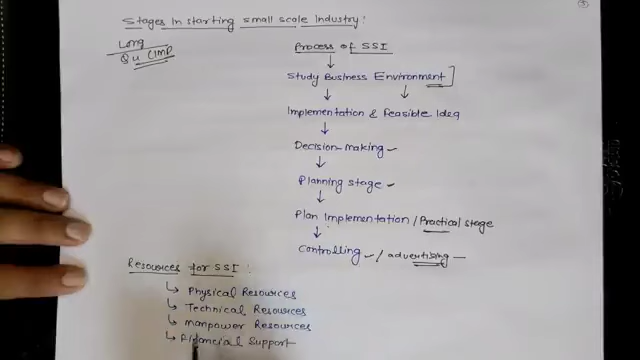 Stages in starting small scale Industry:
Long
Qu (IMP
Process of SSI
Study Business Environment
Implementation & Feasible Idea
Decision-making
Planning stage
Plan Implementation / Practical stage
Controlling / advertising
Resources for SSI:
Physical Resources
Technical Resources
manpower Resources
Financial Support